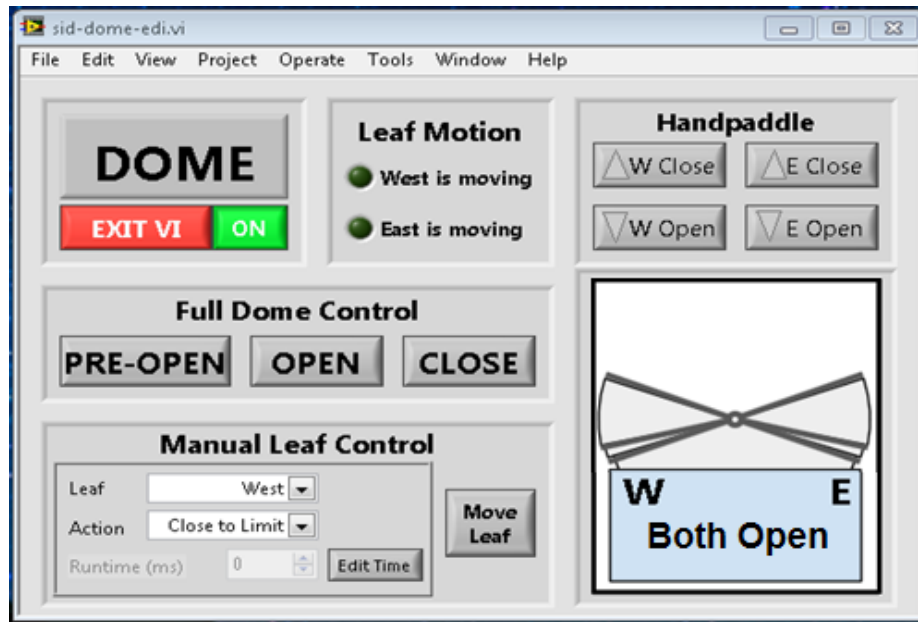 sid-dome-edi.vi
File Edit View Project Operate Tools Window Help
DOME
EXIT VI ON
Leaf Motion
West is moving
East is moving
Handpaddle
W Close E Close
W Open E Open
Full Dome Control
PRE-OPEN OPEN CLOSE
Manual Leaf Control
Leaf West
Action Close to Limit
Runtime (ms) 0 Edit Time
Move
Leaf
W E
Both Open